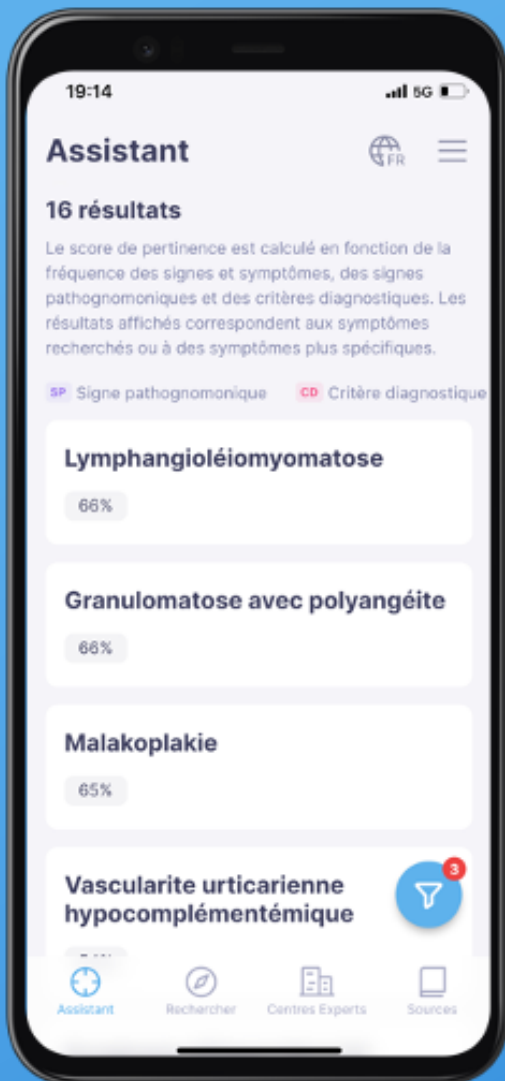 19:14
5G
Assistant
FR
16 résultats
Le score de pertinence est calculé en fonction de la
fréquence des signes et symptômes, des signes
pathognomoniques et des critères diagnostiques. Les
résultats affichés correspondent aux symptômes
recherchés ou à des symptômes plus spécifiques.
SP Signe pathognomonique CD Critère diagnostique
Lymphangioléiomyomatose
66%
Granulomatose avec polyangéite
66%
Malakoplakie
65%
Vascularite urticarienne
hypocomplémentémique
3
Assistant Rechercher Centres Experts Sources